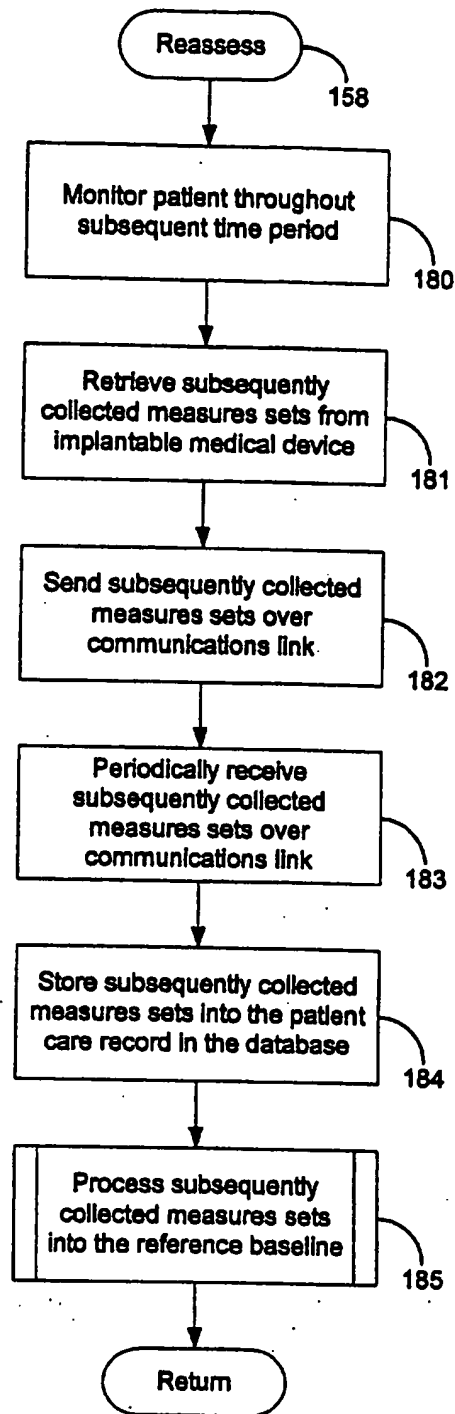 Reassess
158
Monitor patient throughout
subsequent time period
180
Retrieve subsequently
collected measures sets from
implantable medical device
181
Send subsequently collected
measures sets over
communications link
182
Periodically receive
subsequently collected
measures sets over
communications link
183
Store subsequently collected
measures sets into the patient
care record in the database
184
Process subsequently
collected measures sets
into the reference baseline
185
Return